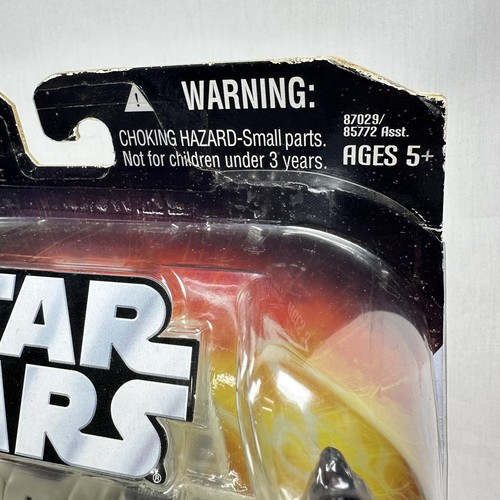 WARNING:
CHOKING HAZARD-Small parts.
Not for children under 3 years.
87029/
85772 Asst.
AGES 5+
TAR
ARS
®